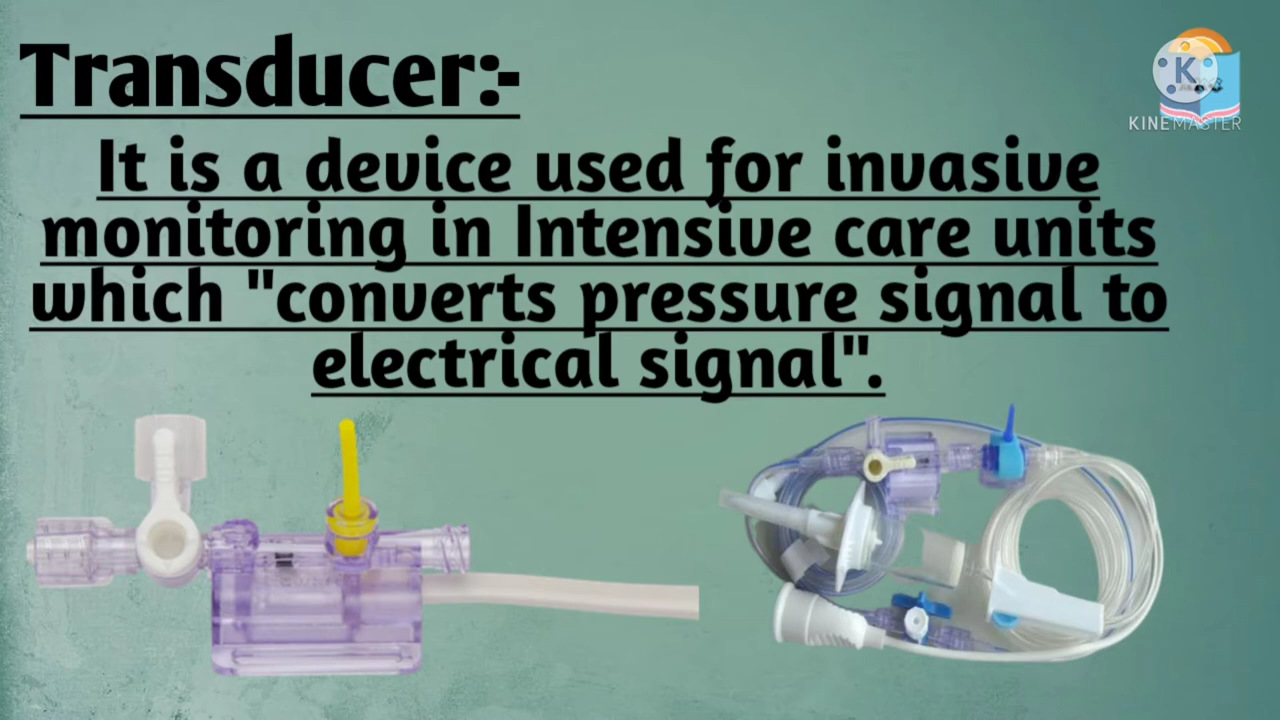 Transducer:-
It is a device used for invasive
monitoring in Intensive care units
which "converts pressure signal to
electrical signal".
K
KINEMASTER